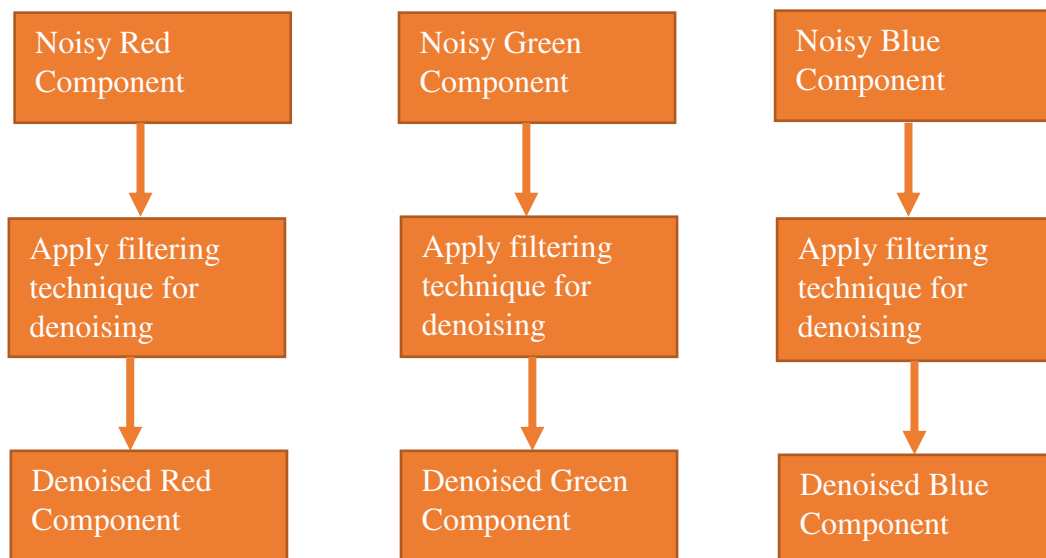 Noisy Red
Component
Noisy Green
Component
Noisy Blue
Component
Apply filtering
technique for
denoising
Apply filtering
technique for
denoising
Apply filtering
technique for
denoising
Denoised Red
Component
Denoised Green
Component
Denoised Blue
Component